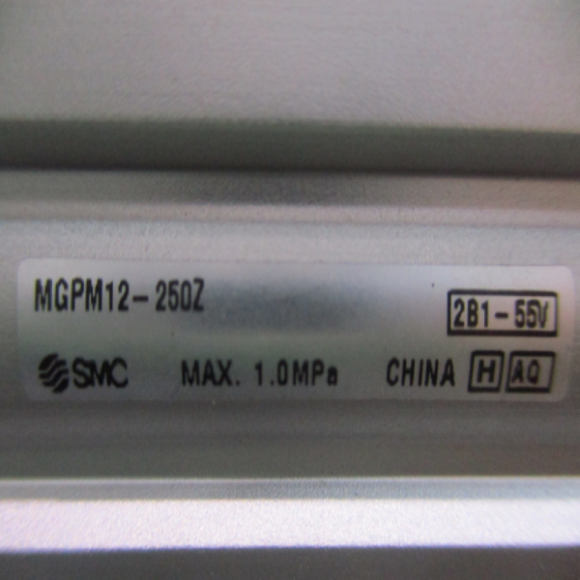 MGPM12-250Z
2B1-55V
SMC MAX. 1.0MPa CHINA H AQ